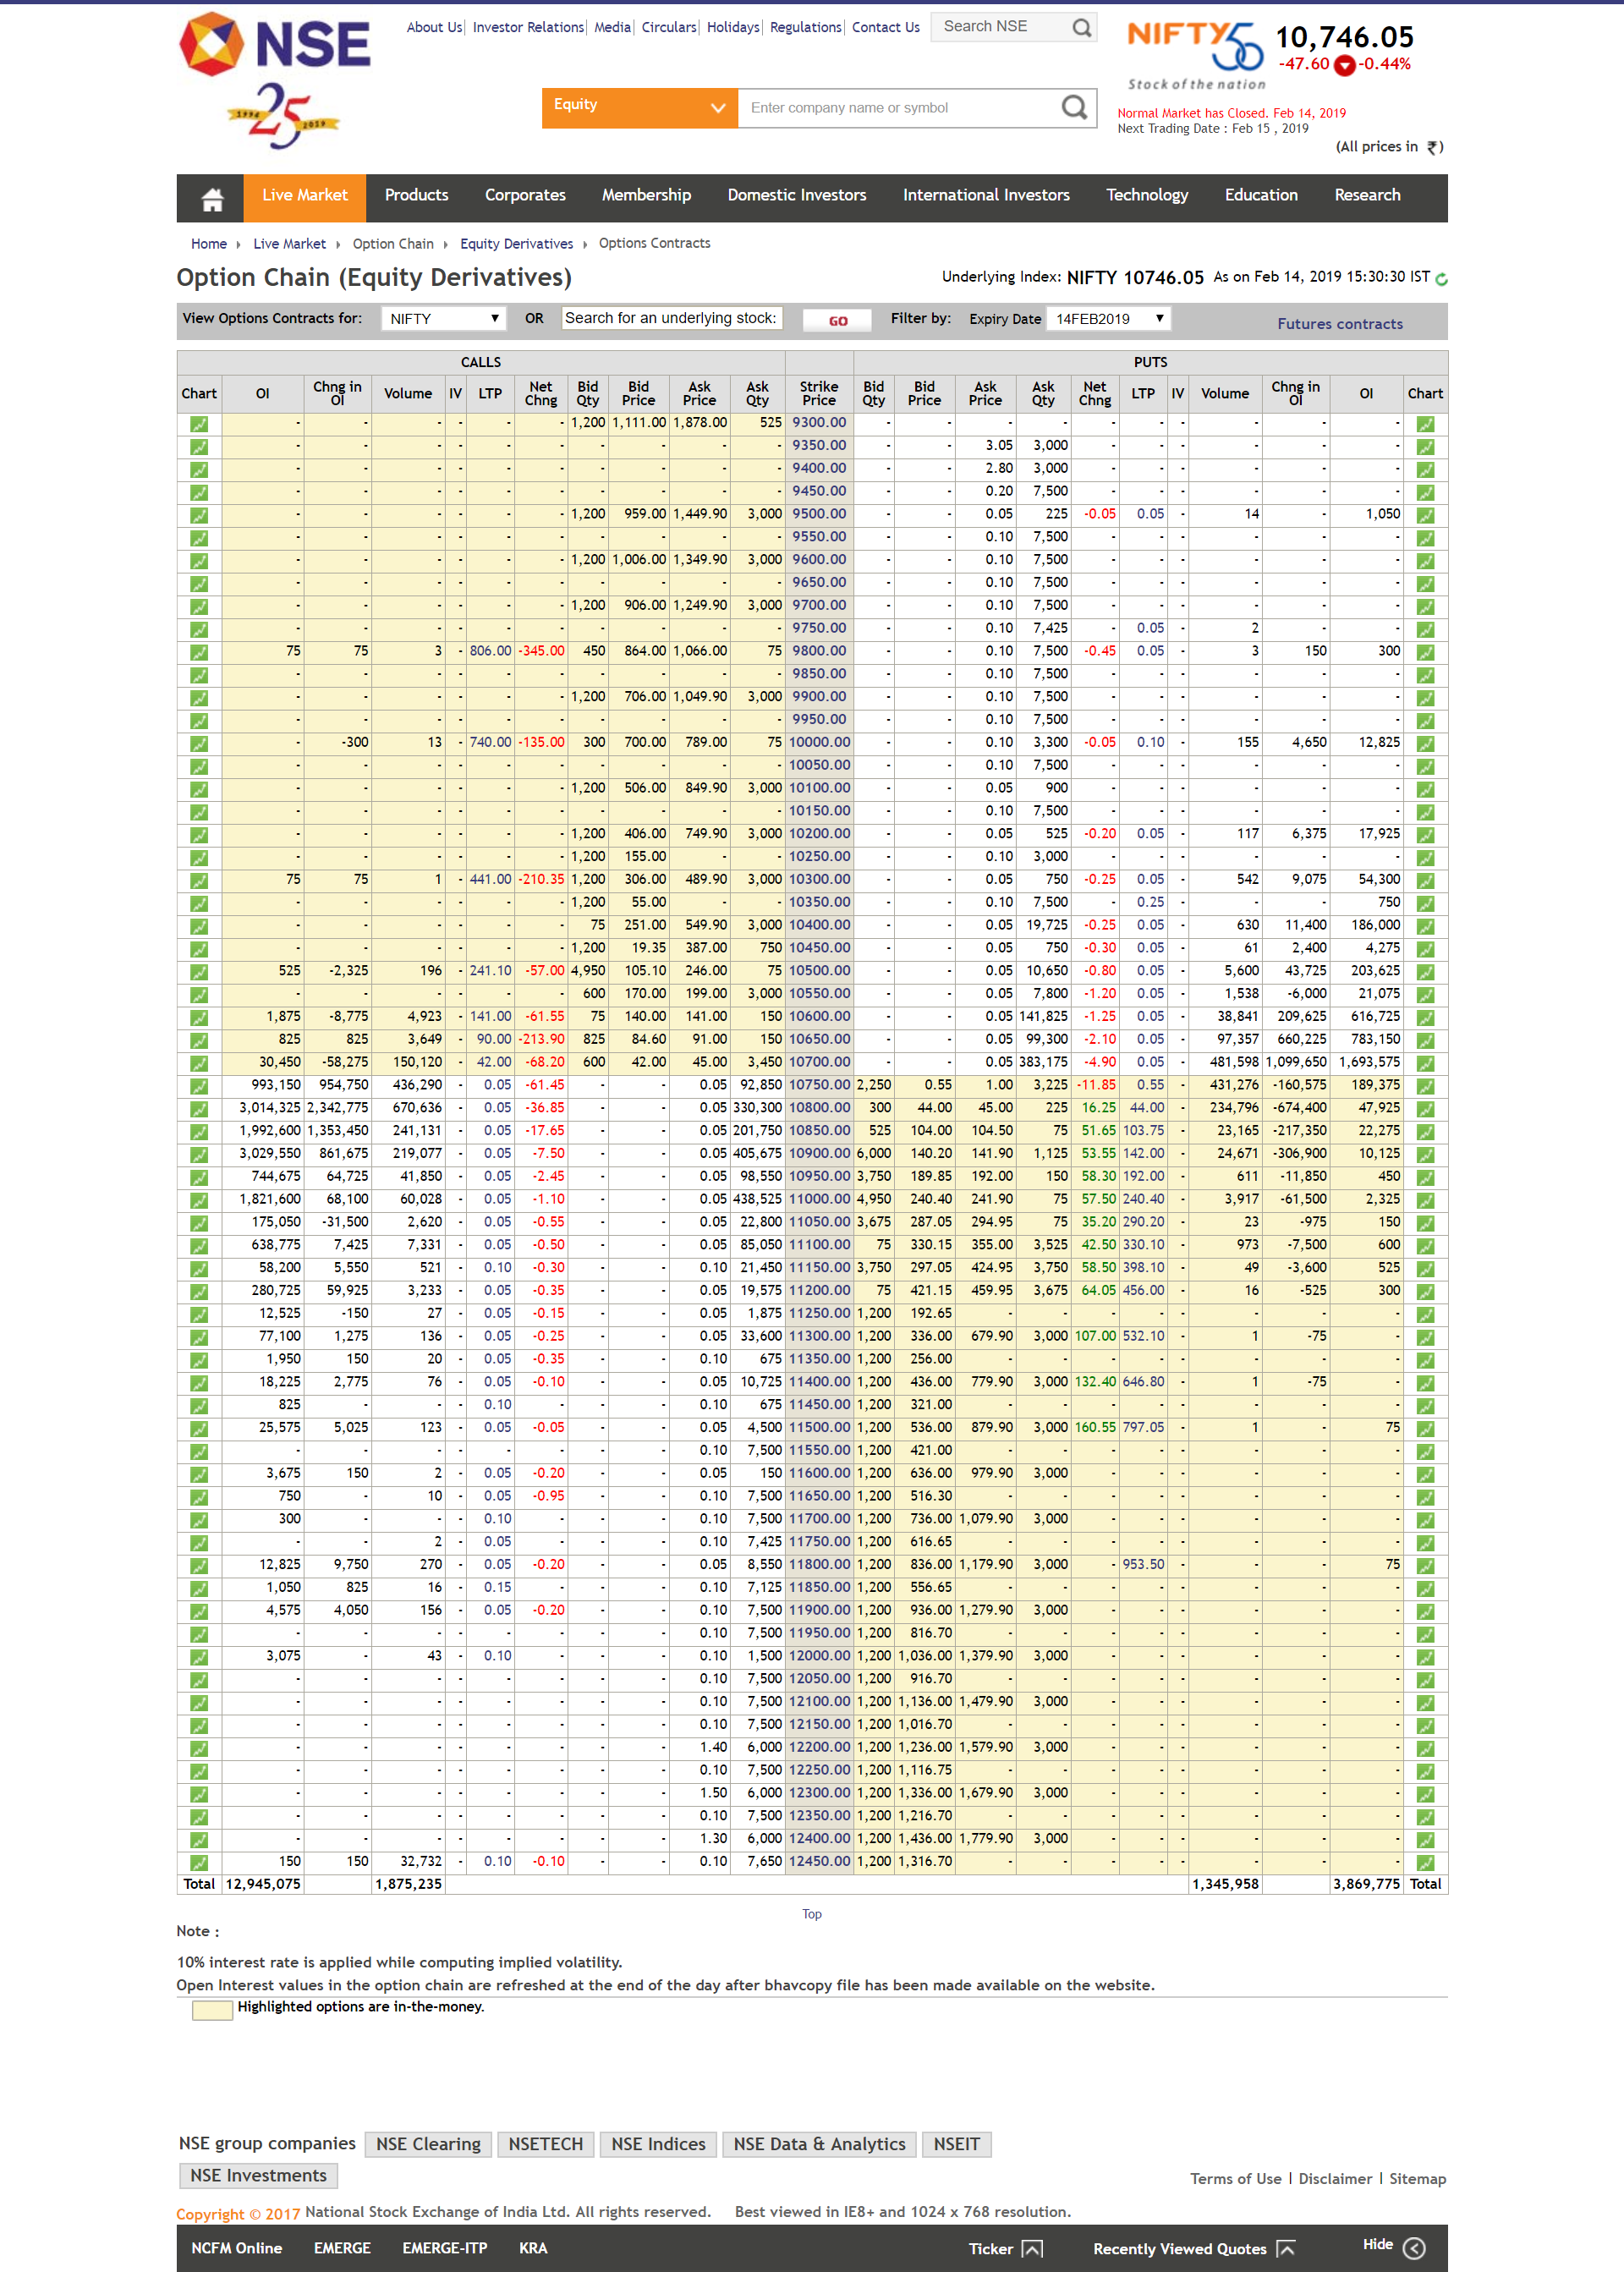 NSE
1994 25 2019
About Us| Investor Relations| Media| Circulars| Holidays| Regulations| Contact Us
Search NSE
NIFTY50
Stock of the nation
10,746.05
-47.60 -0.44%
Equity
Enter company name or symbol
Normal Market has Closed. Feb 14, 2019
Next Trading Date : Feb 15 , 2019
(All prices in ₹)
Live Market Products Corporates Membership Domestic Investors International Investors Technology Education Research
Home Live Market Option Chain Equity Derivatives Options Contracts
Option Chain (Equity Derivatives)
Underlying Index: NIFTY 10746.05 As on Feb 14, 2019 15:30:30 IST
View Options Contracts for: NIFTY OR Search for an underlying stock: GO Filter by: Expiry Date 14FEB2019 Futures contracts
CALLS PUTS
Chart OI Chng in OI Volume IV LTP Net Chng Bid Qty Bid Price Ask Price Ask Qty Strike Price Bid Qty Bid Price Ask Price Ask Qty Net Chng LTP IV Volume Chng in OI OI Chart
- - - - - - 1,200 1,111.00 1,878.00 525 9300.00 - - - - - - - - - -
- - - - - - - - - - 9350.00 - - 3.05 3,000 - - - - - -
- - - - - - - - - - 9400.00 - - 2.80 3,000 - - - - - -
- - - - - - - - - - 9450.00 - - 0.20 7,500 - - - - - -
- - - - - - 1,200 959.00 1,449.90 3,000 9500.00 - - 0.05 225 -0.05 0.05 - 14 - 1,050
- - - - - - - - - - 9550.00 - - 0.10 7,500 - - - - - -
- - - - - - 1,200 1,006.00 1,349.90 3,000 9600.00 - - 0.10 7,500 - - - - - -
- - - - - - - - - - 9650.00 - - 0.10 7,500 - - - - - -
- - - - - - 1,200 906.00 1,249.90 3,000 9700.00 - - 0.10 7,500 - - - - - -
- - - - - - - - - - 9750.00 - - 0.10 7,425 - 0.05 - 2 - -
75 75 3 - 806.00 -345.00 450 864.00 1,066.00 75 9800.00 - - 0.10 7,500 -0.45 0.05 - 3 150 300
- - - - - - - - - - 9850.00 - - 0.10 7,500 - - - - - -
- - - - - - 1,200 706.00 1,049.90 3,000 9900.00 - - 0.10 7,500 - - - - - -
- - - - - - - - - - 9950.00 - - 0.10 7,500 - - - - - -
- -300 13 - 740.00 -135.00 300 700.00 789.00 75 10000.00 - - 0.10 3,300 -0.05 0.10 - 155 4,650 12,825
- - - - - - - - - - 10050.00 - - 0.10 7,500 - - - - - -
- - - - - - 1,200 506.00 849.90 3,000 10100.00 - - 0.05 900 - - - - - -
- - - - - - - - - - 10150.00 - - 0.10 7,500 - - - - - -
- - - - - - 1,200 406.00 749.90 3,000 10200.00 - - 0.05 525 -0.20 0.05 - 117 6,375 17,925
- - - - - - 1,200 155.00 - - 10250.00 - - 0.10 3,000 - - - - - -
75 75 1 - 441.00 -210.35 1,200 306.00 489.90 3,000 10300.00 - - 0.05 750 -0.25 0.05 - 542 9,075 54,300
- - - - - - 1,200 55.00 - - 10350.00 - - 0.10 7,500 - 0.25 - - - 750
- - - - - - 75 251.00 549.90 3,000 10400.00 - - 0.05 19,725 -0.25 0.05 - 630 11,400 186,000
- - - - - - 1,200 19.35 387.00 750 10450.00 - - 0.05 750 -0.30 0.05 - 61 2,400 4,275
525 -2,325 196 - 241.10 -57.00 4,950 105.10 246.00 75 10500.00 - - 0.05 10,650 -0.80 0.05 - 5,600 43,725 203,625
- - - - - - 600 170.00 199.00 3,000 10550.00 - - 0.05 7,800 -1.20 0.05 - 1,538 -6,000 21,075
1,875 -8,775 4,923 - 141.00 -61.55 75 140.00 141.00 150 10600.00 - - 0.05 141,825 -1.25 0.05 - 38,841 209,625 616,725
825 825 3,649 - 90.00 -213.90 825 84.60 91.00 150 10650.00 - - 0.05 99,300 -2.10 0.05 - 97,357 660,225 783,150
30,450 -58,275 150,120 - 42.00 -68.20 600 42.00 45.00 3,450 10700.00 - - 0.05 383,175 -4.90 0.05 - 481,598 1,099,650 1,693,575
993,150 954,750 436,290 - 0.05 -61.45 - - 0.05 92,850 10750.00 2,250 0.55 1.00 3,225 -11.85 0.55 - 431,276 -160,575 189,375
3,014,325 2,342,775 670,636 - 0.05 -36.85 - - 0.05 330,300 10800.00 300 44.00 45.00 225 16.25 44.00 - 234,796 -674,400 47,925
1,992,600 1,353,450 241,131 - 0.05 -17.65 - - 0.05 201,750 10850.00 525 104.00 104.50 75 51.65 103.75 - 23,165 -217,350 22,275
3,029,550 861,675 219,077 - 0.05 -7.50 - - 0.05 405,675 10900.00 6,000 140.20 141.90 1,125 53.55 142.00 - 24,671 -306,900 10,125
744,675 64,725 41,850 - 0.05 -2.45 - - 0.05 98,550 10950.00 3,750 189.85 192.00 150 58.30 192.00 - 611 -11,850 450
1,821,600 68,100 60,028 - 0.05 -1.10 - - 0.05 438,525 11000.00 4,950 240.40 241.90 75 57.50 240.40 - 3,917 -61,500 2,325
175,050 -31,500 2,620 - 0.05 -0.55 - - 0.05 22,800 11050.00 3,675 287.05 294.95 75 35.20 290.20 - 23 -975 150
638,775 7,425 7,331 - 0.05 -0.50 - - 0.05 85,050 11100.00 75 330.15 355.00 3,525 42.50 330.10 - 973 -7,500 600
58,200 5,550 521 - 0.10 -0.30 - - 0.10 21,450 11150.00 3,750 297.05 424.95 3,750 58.50 398.10 - 49 -3,600 525
280,725 59,925 3,233 - 0.05 -0.35 - - 0.05 19,575 11200.00 75 421.15 459.95 3,675 64.05 456.00 - 16 -525 300
12,525 -150 27 - 0.05 -0.15 - - 0.05 1,875 11250.00 1,200 192.65 - - - - - - - -
77,100 1,275 136 - 0.05 -0.25 - - 0.05 33,600 11300.00 1,200 336.00 679.90 3,000 107.00 532.10 - 1 -75 -
1,950 150 20 - 0.05 -0.35 - - 0.10 675 11350.00 1,200 256.00 - - - - - - - -
18,225 2,775 76 - 0.05 -0.10 - - 0.05 10,725 11400.00 1,200 436.00 779.90 3,000 132.40 646.80 - 1 -75 -
825 - - - 0.10 - - - 0.10 675 11450.00 1,200 321.00 - - - - - - - -
25,575 5,025 123 - 0.05 -0.05 - - 0.05 4,500 11500.00 1,200 536.00 879.90 3,000 160.55 797.05 - 1 - 75
- - - - - - - - 0.10 7,500 11550.00 1,200 421.00 - - - - - - - -
3,675 150 2 - 0.05 -0.20 - - 0.05 150 11600.00 1,200 636.00 979.90 3,000 - - - - - -
750 - 10 - 0.05 -0.95 - - 0.10 7,500 11650.00 1,200 516.30 - - - - - - - -
300 - - - 0.10 - - - 0.10 7,500 11700.00 1,200 736.00 1,079.90 3,000 - - - - - -
- - 2 - 0.05 - - - 0.10 7,425 11750.00 1,200 616.65 - - - - - - - -
12,825 9,750 270 - 0.05 -0.20 - - 0.05 8,550 11800.00 1,200 836.00 1,179.90 3,000 - 953.50 - - - 75
1,050 825 16 - 0.15 - - - 0.10 7,125 11850.00 1,200 556.65 - - - - - - - -
4,575 4,050 156 - 0.05 -0.20 - - 0.10 7,500 11900.00 1,200 936.00 1,279.90 3,000 - - - - - -
- - - - - - - - 0.10 7,500 11950.00 1,200 816.70 - - - - - - - -
3,075 - 43 - 0.10 - - - 0.10 1,500 12000.00 1,200 1,036.00 1,379.90 3,000 - - - - - -
- - - - - - - - 0.10 7,500 12050.00 1,200 916.70 - - - - - - - -
- - - - - - - - 0.10 7,500 12100.00 1,200 1,136.00 1,479.90 3,000 - - - - - -
- - - - - - - - 0.10 7,500 12150.00 1,200 1,016.70 - - - - - - - -
- - - - - - - - 1.40 6,000 12200.00 1,200 1,236.00 1,579.90 3,000 - - - - - -
- - - - - - - - 0.10 7,500 12250.00 1,200 1,116.75 - - - - - - - -
- - - - - - - - 1.50 6,000 12300.00 1,200 1,336.00 1,679.90 3,000 - - - - - -
- - - - - - - - 0.10 7,500 12350.00 1,200 1,216.70 - - - - - - - -
- - - - - - - - 1.30 6,000 12400.00 1,200 1,436.00 1,779.90 3,000 - - - - - -
150 150 32,732 - 0.10 -0.10 - - 0.10 7,650 12450.00 1,200 1,316.70 - - - - - - - -
Total 12,945,075 1,875,235 1,345,958 3,869,775 Total
Top
Note :
10% interest rate is applied while computing implied volatility.
Open Interest values in the option chain are refreshed at the end of the day after bhavcopy file has been made available on the website.
Highlighted options are in-the-money.
NSE group companies NSE Clearing NSETECH NSE Indices NSE Data & Analytics NSEIT
NSE Investments
Terms of Use | Disclaimer | Sitemap
Copyright © 2017 National Stock Exchange of India Ltd. All rights reserved. Best viewed in IE8+ and 1024 x 768 resolution.
NCFM Online EMERGE EMERGE-ITP KRA Ticker Recently Viewed Quotes Hide